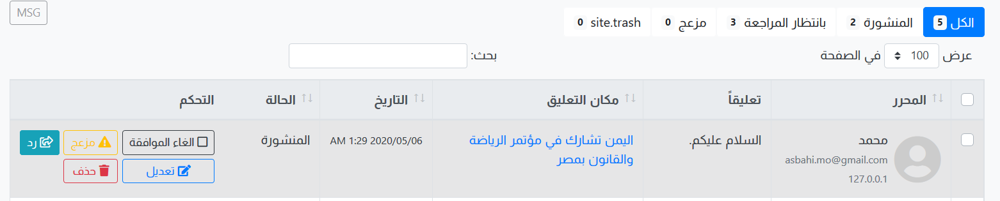 MSG
الكل 5 المنشورة 2 بانتظار المراجعة 3 مزعج 0 site.trash 0
عرض 100 في الصفحة بحث:
المحرر تعليقاً مكان التعليق التاريخ الحالة التحكم
محمد
asbahi.mo@gmail.com
127.0.0.1
السلام عليكم.
اليمن تشارك في مؤتمر الرياضة
والقانون بمصر
2020/05/06 1:29 AM
المنشورة
الغاء الموافقة مزعج رد
تعديل حذف